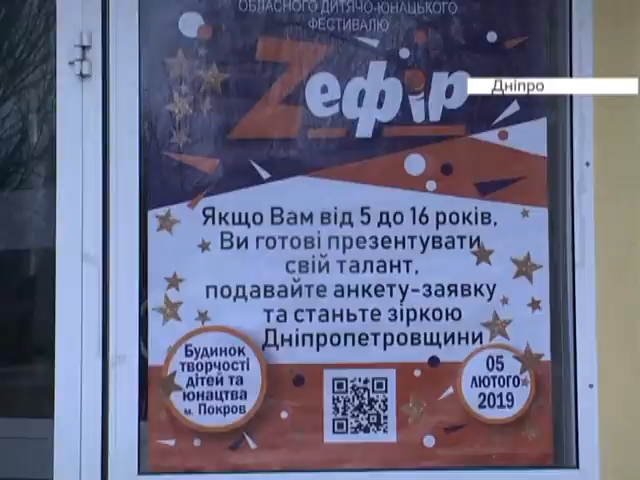 ОБЛАСНОГО ДИТЯЧО-ЮНАЦЬКОГО
ФЕСТИВАЛЮ
Zефір
Дніпро
Якщо Вам від 5 до 16 років,
Ви готові презентувати
свій талант,
подавайте анкету-заявку
та станьте зіркою
Дніпропетровщини
Будинок
творчості
дітей та
юнацтва
м. Покров
05
ЛЮТОГО
2019